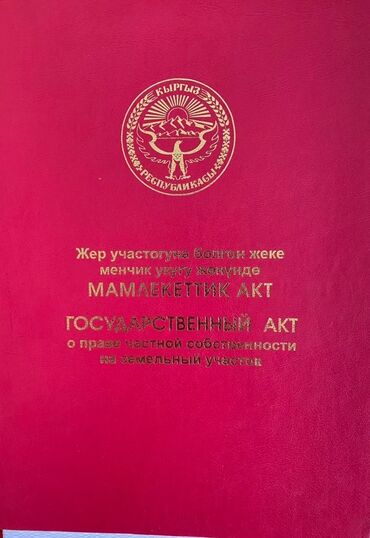 КЫРГЫЗ
РЕСПУБЛИКАСЫ
Жер участогуна болгон жеке
менчик укугу жөнүндө
МАМЛЕКЕТТИК АКТ
ГОСУДАРСТВЕННЫЙ АКТ
о праве частной собственности
на земельный участок